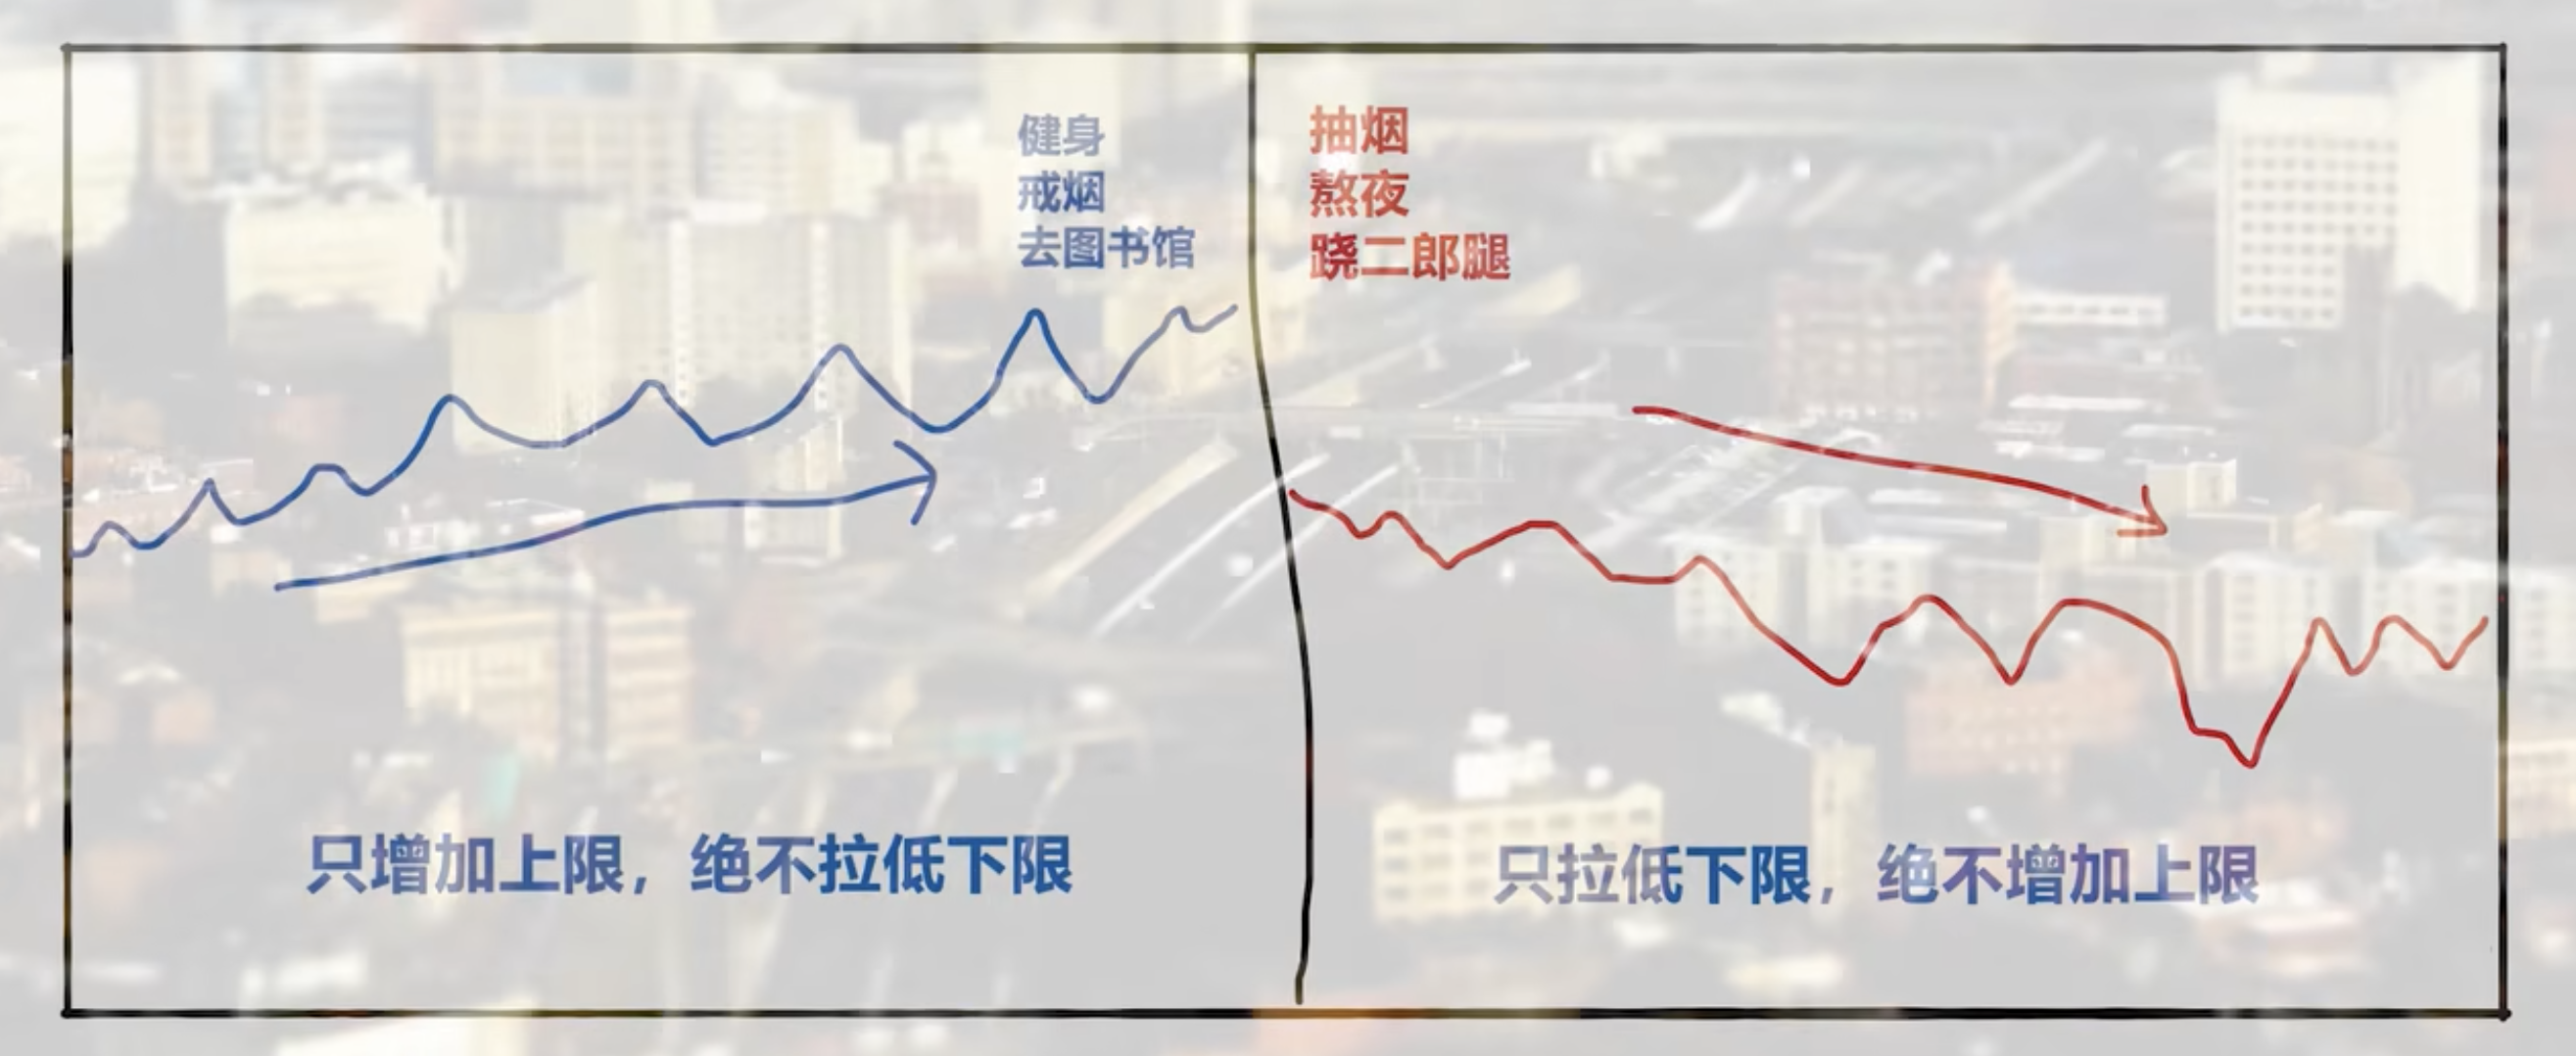 健身
戒烟
去图书馆
只增加上限，绝不拉低下限
抽烟
熬夜
跷二郎腿
只拉低下限，绝不增加上限